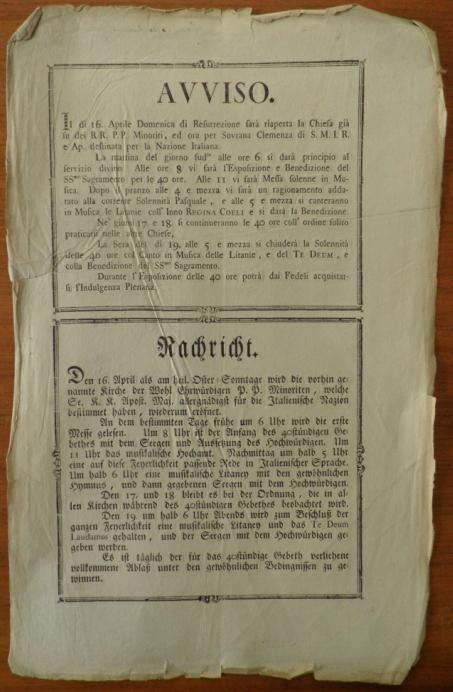 AVVISO.
Il di 16. Aprile Domenica di Resurrezione sarà riaperta la Chiesa già
fu dei R R. P. P. Minoriti, ed ora per Sovrana Clemenza di S. M. I. R.
e Ap. destinata per la Nazione Italiana.
La mattina del giorno sud.to alle ore 6 si darà principio al
servizio divino. Alle ore 8 vi sarà l'Esposizione e Benedizione del
SS.mo Sagramento per le 40 ore. Alle 11 vi sarà Messa solenne in Mu-
sica. Dopo il pranzo alle 4 e mezza vi sarà un ragionamento adda-
tato alla corrente Solennità Pasquale, e alle 5 e mezza si canteranno
in Musica le Litanie coll' Inno REGINA COELI e si darà la Benedizione.
Ne' giorni 17. e 18. si continueranno le 40 ore coll' ordine solito
praticarsi nelle altre Chiese.
La Sera del dì 19. alle 5 e mezza si chiuderà la Solennità
delle 40 ore col Canto in Musica delle Litanie, e del TE DEUM, e
colla Benedizione del SS.mo Sagramento.
Durante l'Esposizione delle 40 ore potrà dai Fedeli acquistar-
si l'Indulgenza Plenaria.
Nachricht.
Den 16. April als am heil. Oster-Sonntage wird die vorhin ge-
nannte Kirche der Wohl Ehrwürdigen P. P. Minoriten, welche
Se. K. K. Apost. Maj. allergnädigst für die Italienische Nazion
bestimmet haben, wiederum eröfnet.
An dem bestimmten Tage frühe um 6 Uhr wird die erste
Messe gelesen. Um 8 Uhr ist der Anfang des 40stündigen Ge-
bethes mit dem Seegen und Aussetzung des Hochwürdigen. Um
11 Uhr das musikalische Hochamt. Nachmittag um halb 5 Uhr
eine auf diese Feyerlichkeit passende Rede in Italienischer Sprache.
Um halb 6 Uhr eine musikalische Litaney mit den gewöhnlichen
Hymnus, und dann gegebenen Seegen mit dem Hochwürdigen.
Den 17. und 18. bleibt es bei der Ordnung, die in al-
len Kirchen während des 40stündigen Gebethes beobachtet wird.
Den 19. um halb 6 Uhr Abends wird zum Beschluß der
ganzen Feyerlichkeit eine musikalische Litaney und das Te Deum
Laudamus gehalten, und der Seegen mit dem Hochwürdigen ge-
geben werden.
Es ist täglich der für das 40stündige Gebeth verliehene
vollkommene Ablaß unter den gewöhnlichen Bedingnissen zu ge-
winnen.